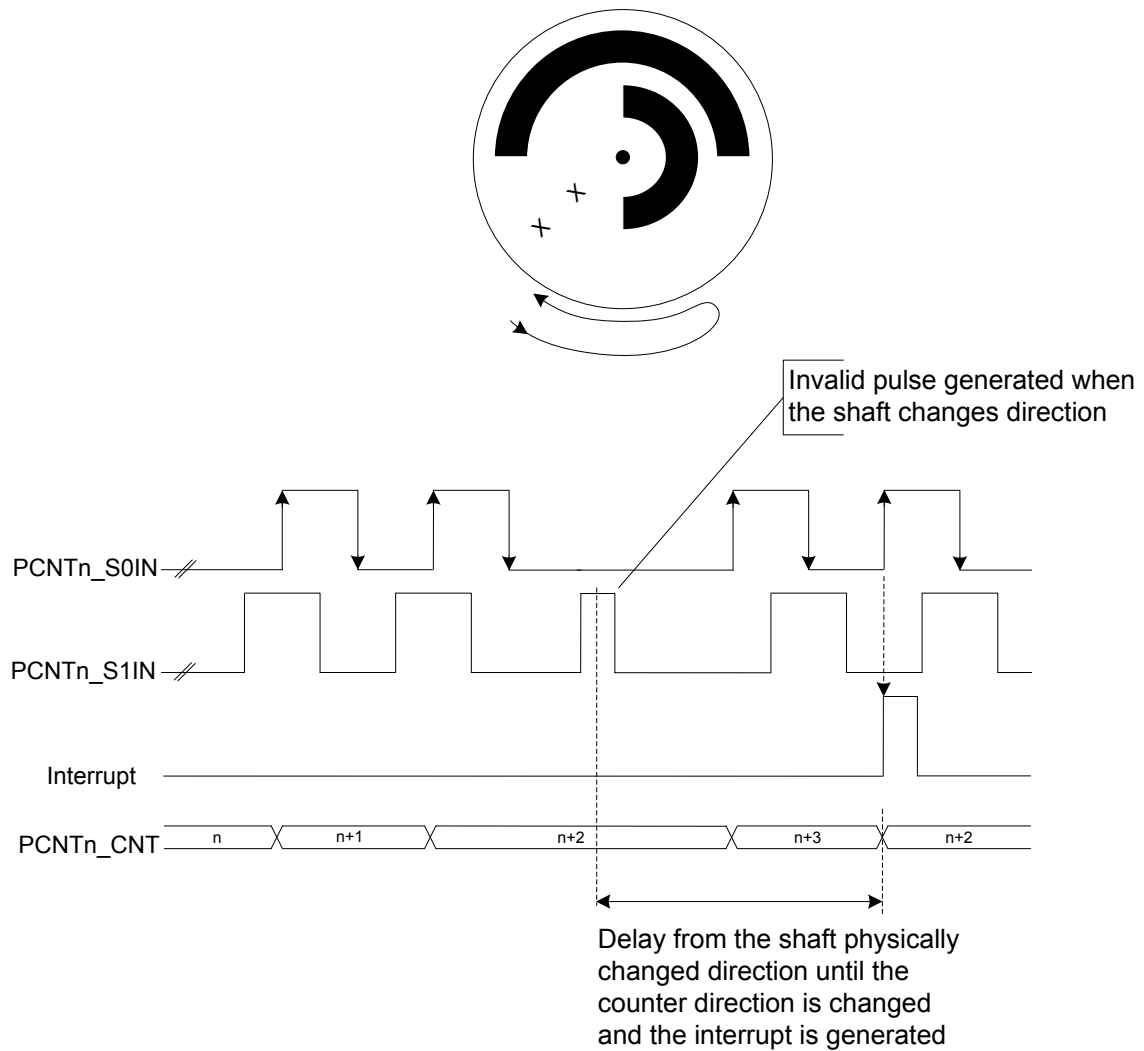 X
X
Invalid pulse generated when
the shaft changes direction
PCNTn_S0IN
PCNTn_S1IN
Interrupt
PCNTn_CNT
n
n+1
n+2
n+3
n+2
Delay from the shaft physically
changed direction until the
counter direction is changed
and the interrupt is generated